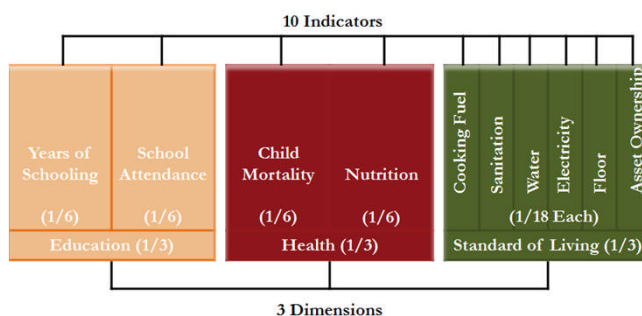 10 Indicators
Years of
Schooling
(1/6)
School
Attendance
(1/6)
Education (1/3)
Child
Mortality
(1/6)
Nutrition
(1/6)
Health (1/3)
Cooking Fuel
Sanitation
Water
Electricity
Floor
Asset Ownership
(1/18 Each)
Standard of Living (1/3)
3 Dimensions